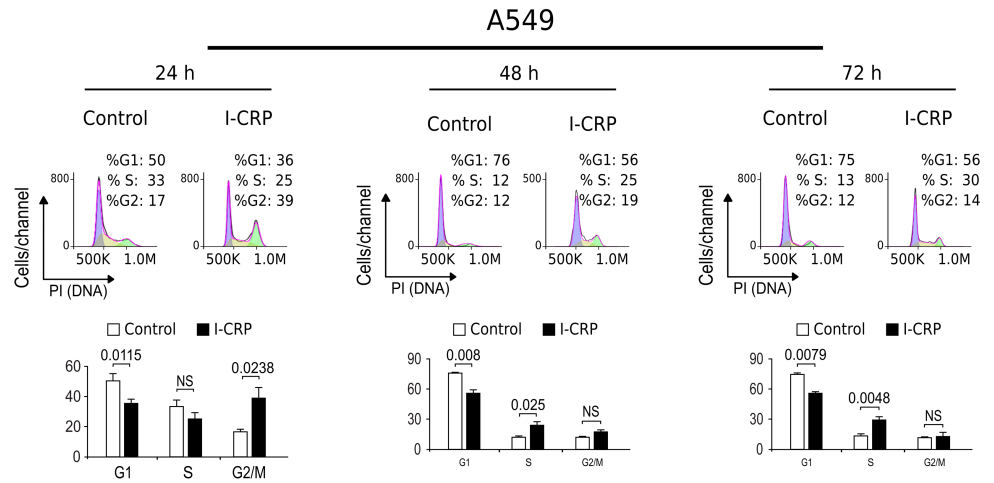 A549
24 h
48 h
72 h
Control
I-CRP
Control
I-CRP
Control
I-CRP
%G1: 50
% S: 33
%G2: 17
%G1: 36
% S: 25
%G2: 39
%G1: 76
% S: 12
%G2: 12
%G1: 56
% S: 25
%G2: 19
%G1: 75
% S: 13
%G2: 12
%G1: 56
% S: 30
%G2: 14
Cells/channel
800
0
800
0
500K 1.0M
500K 1.0M
PI (DNA)
Cells/channel
800
0
500
0
500K 1.0M
500K 1.0M
PI (DNA)
Cells/channel
800
0
800
0
500K 1.0M
500K 1.0M
PI (DNA)
Control I-CRP
0.0115
NS
0.0238
60
40
20
0
G1 S G2/M
Control I-CRP
0.008
0.025
NS
90
60
30
0
G1 S G2/M
Control I-CRP
0.0079
0.0048
NS
90
60
30
0
G1 S G2/M